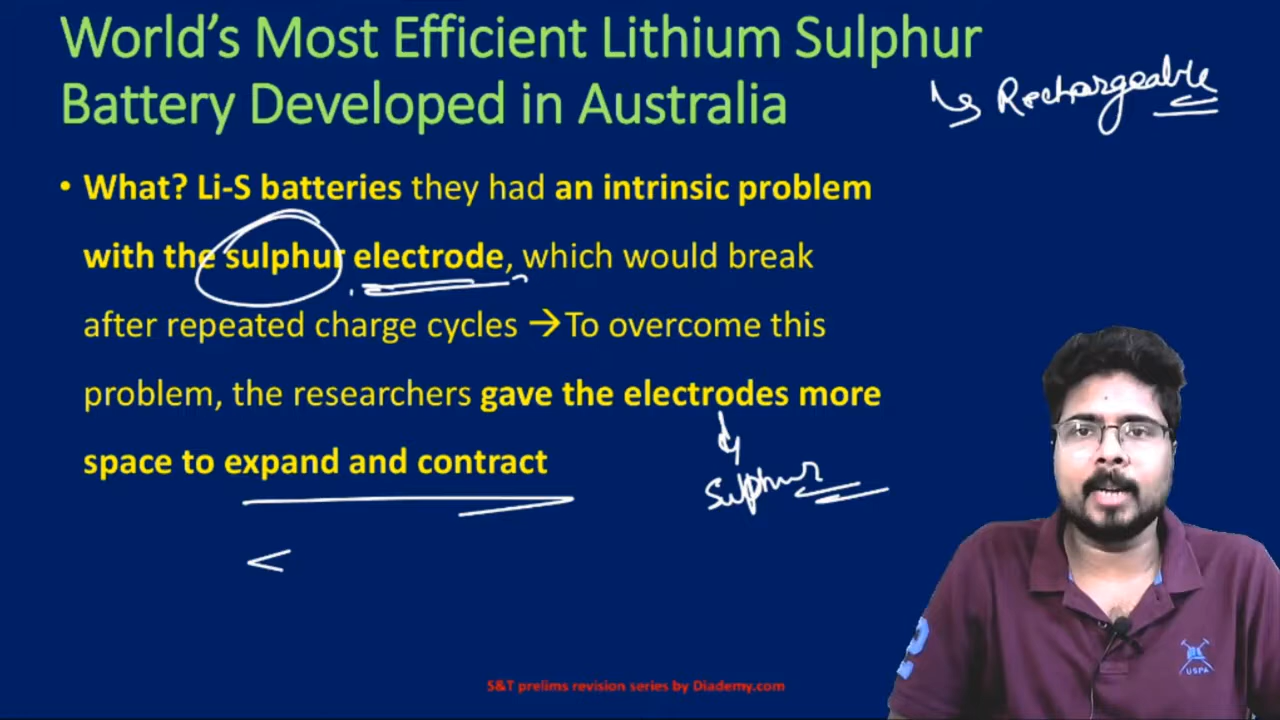 World's Most Efficient Lithium Sulphur
Battery Developed in Australia
Rechargeable
• What? Li-S batteries they had an intrinsic problem
with the sulphur electrode, which would break
after repeated charge cycles →To overcome this
problem, the researchers gave the electrodes more
space to expand and contract
Sulphur
USPA
S&T prelims revision series by Diademy.com